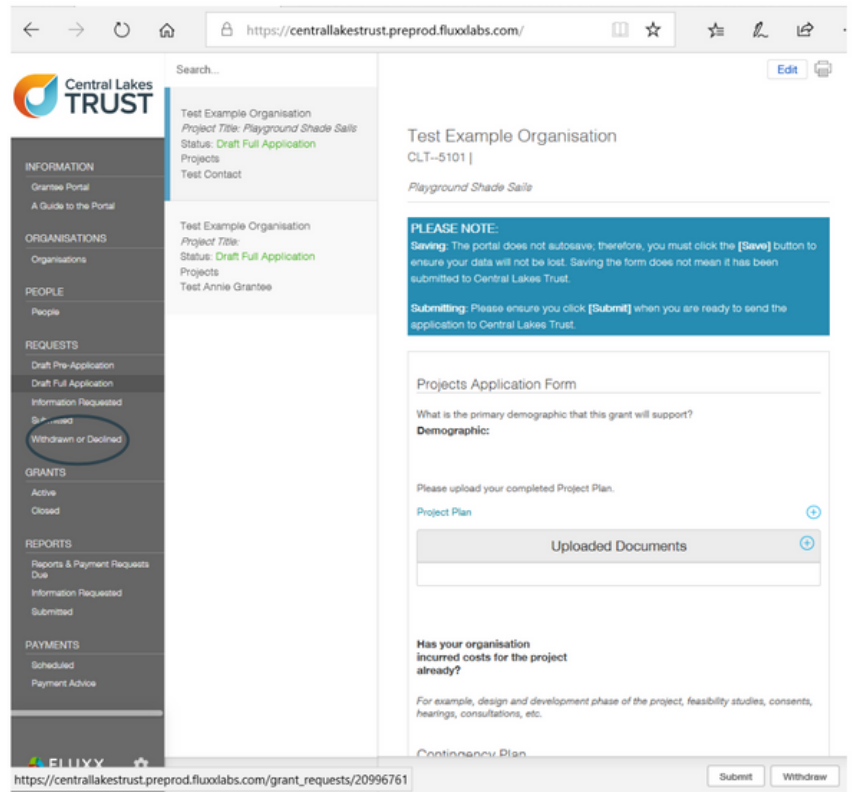 https://centrallakestrust.preprod.fluxxlabs.com/
Central Lakes
TRUST
INFORMATION
Grantee Portal
A Guide to the Portal
ORGANISATIONS
Organisations
PEOPLE
People
REQUESTS
Draft Pre-Application
Draft Full Application
Information Requested
Submitted
Withdrawn or Declined
GRANTS
Active
Closed
REPORTS
Reports & Payment Requests
Due
Information Requested
Submitted
PAYMENTS
Scheduled
Payment Advice
FLUXX
https://centrallakestrust.preprod.fluxxlabs.com/grant_requests/20996761
Search...
Test Example Organisation
Project Title: Playground Shade Sails
Status: Draft Full Application
Projects
Test Contact
Test Example Organisation
Project Title:
Status: Draft Full Application
Projects
Test Annie Grantee
Edit
Test Example Organisation
CLT--5101 |
Playground Shade Sails
PLEASE NOTE:
Saving: The portal does not autosave; therefore, you must click the [Save] button to
ensure your data will not be lost. Saving the form does not mean it has been
submitted to Central Lakes Trust.
Submitting: Please ensure you click [Submit] when you are ready to send the
application to Central Lakes Trust.
Projects Application Form
What is the primary demographic that this grant will support?
Demographic:
Please upload your completed Project Plan.
Project Plan
Uploaded Documents
Has your organisation
incurred costs for the project
already?
For example, design and development phase of the project, feasibility studies, consents,
hearings, consultations, etc.
Contingency Plan
Submit
Withdraw